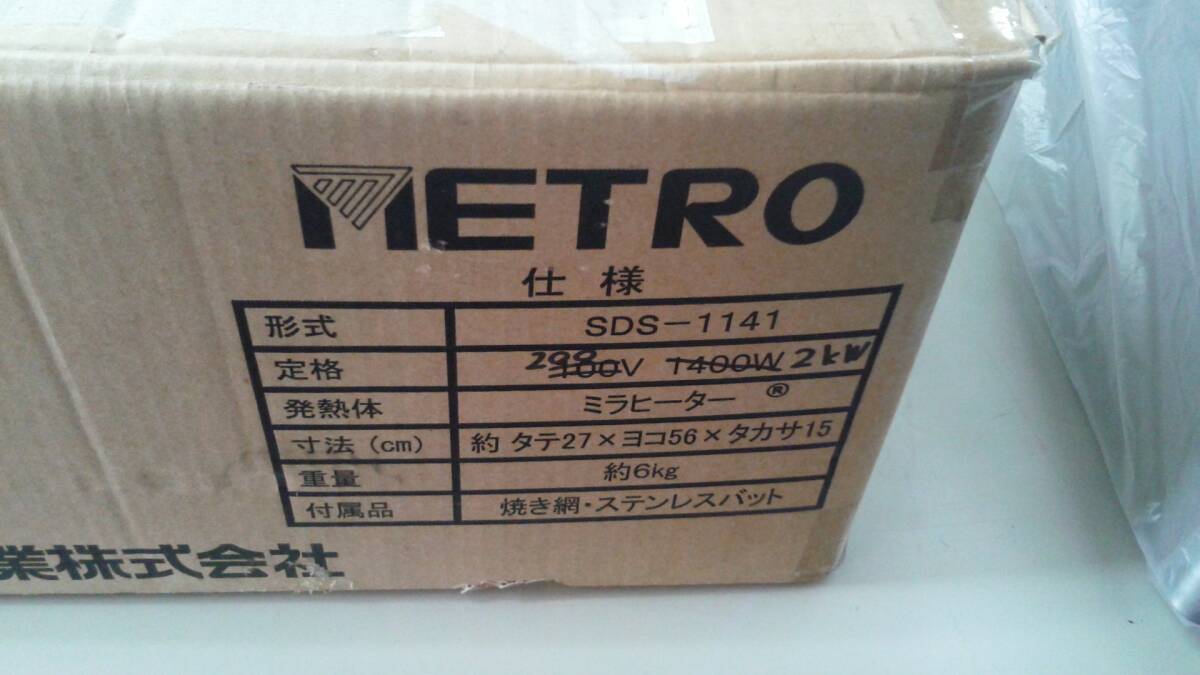 METRO
仕様
形式 SDS-1141
定格 200 100V 1400W 2kW
発熱体 ミラヒーター®
寸法(cm) 約 タテ27×ヨコ56×タカサ15
重量 約6kg
付属品 焼き網・ステンレスバット
業株式会社